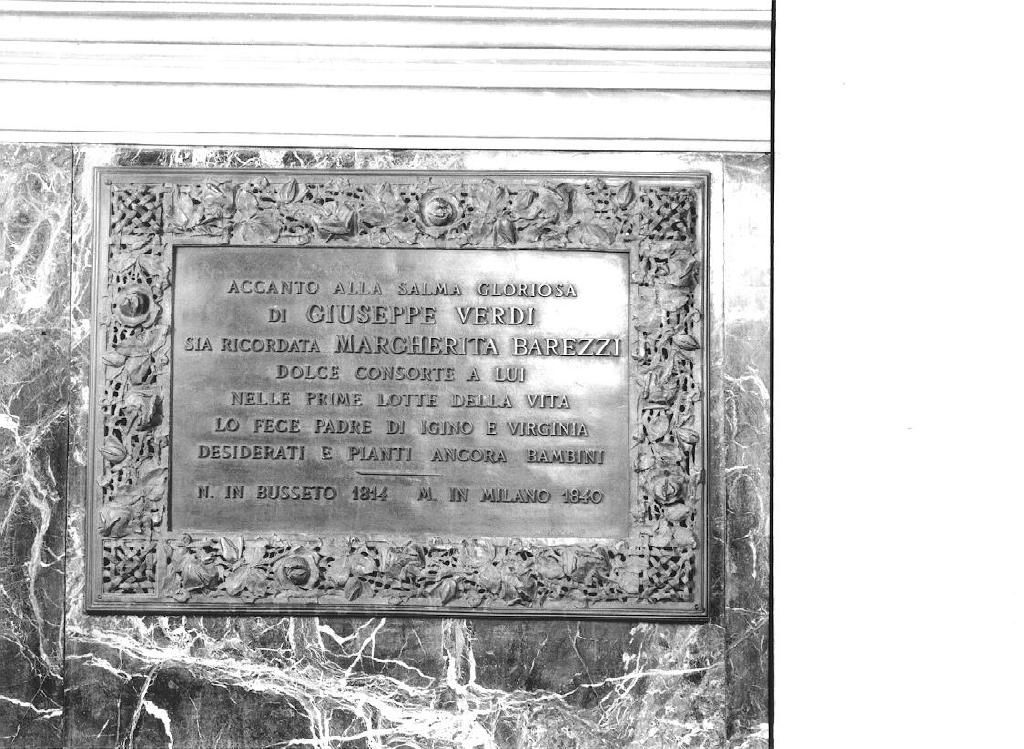 ACCANTO ALLA SALMA GLORIOSA
DI GIUSEPPE VERDI
SIA RICORDATA MARGHERITA BAREZZI
DOLCE CONSORTE A LUI
NELLE PRIME LOTTE DELLA VITA
LO FECE PADRE DI IGINO E VIRGINIA
DESIDERATI E PIANTI ANCORA BAMBINI
N. IN BUSSETO 1814 M. IN MILANO 1840